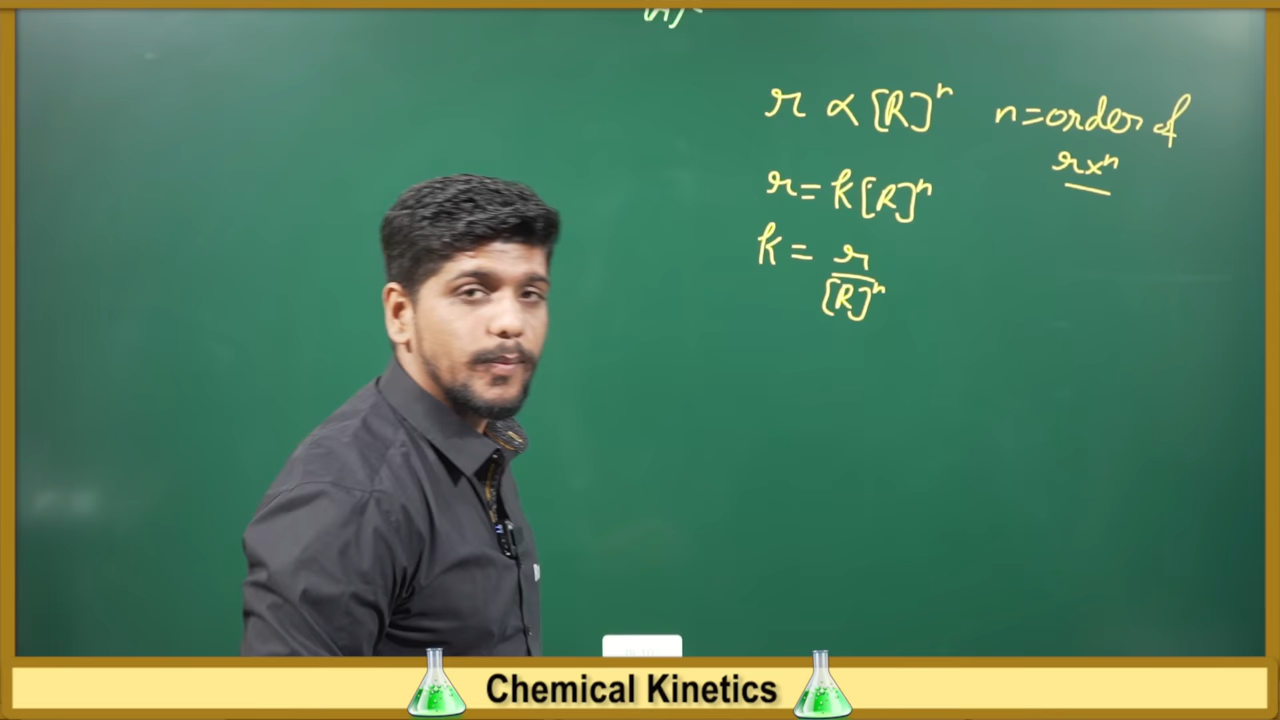 r ∝ [R]ⁿ n=order of
rxⁿ
r = k[R]ⁿ
k = r
[R]ⁿ
Chemical Kinetics